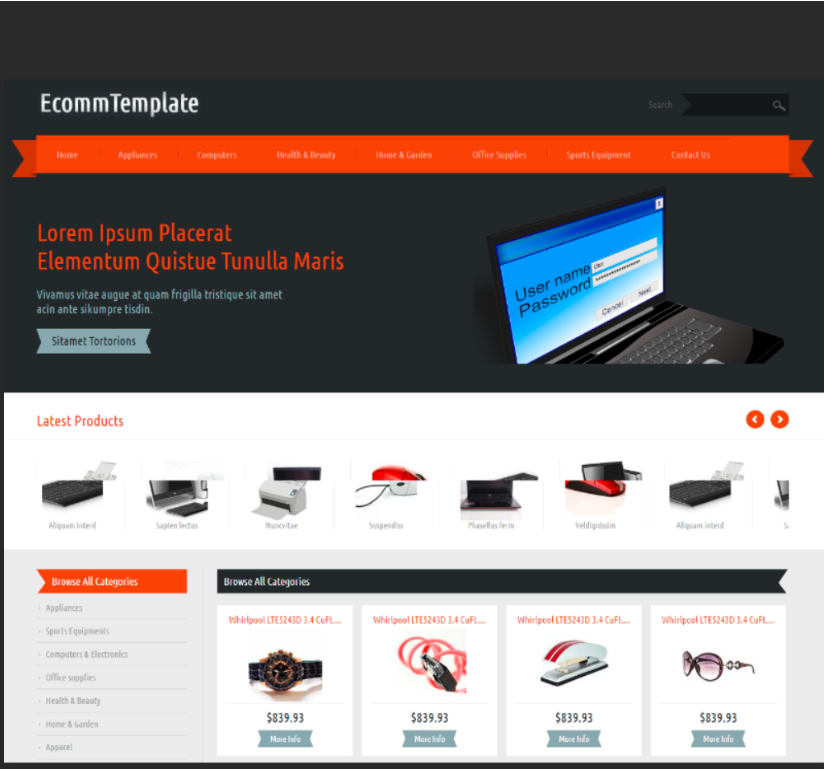 EcommTemplate
Search
Home Appliances Computers Health & Beauty Home & Garden Office Supplies Sports Equipment Contact Us
Lorem Ipsum Placerat
Elementum Quistue Tunulla Maris
Vivamus vitae augue at quam frigilla tristique sit amet
acin ante sikumpre tisdin.
Sitamet Tortorions
X
User name User
Password ****************
Cancel Next
Latest Products
Aliquam interd Sapien lectus Nuncvitae Suspendiss Phasellus ferm Veldignissim Aliquam interd
Browse All Categories
Appliances
Sports Equipments
Computers & Electronics
Office supplies
Health & Beauty
Home & Garden
Apparel
Browse All Categories
Whirlpool LTE5243D 3.4 CuFt.... Whirlpool LTE5243D 3.4 CuFt.... Whirlpool LTE5243D 3.4 CuFt.... Whirlpool LTE5243D 3.4 CuFt....
$839.93 $839.93 $839.93 $839.93
More Info More Info More Info More Info